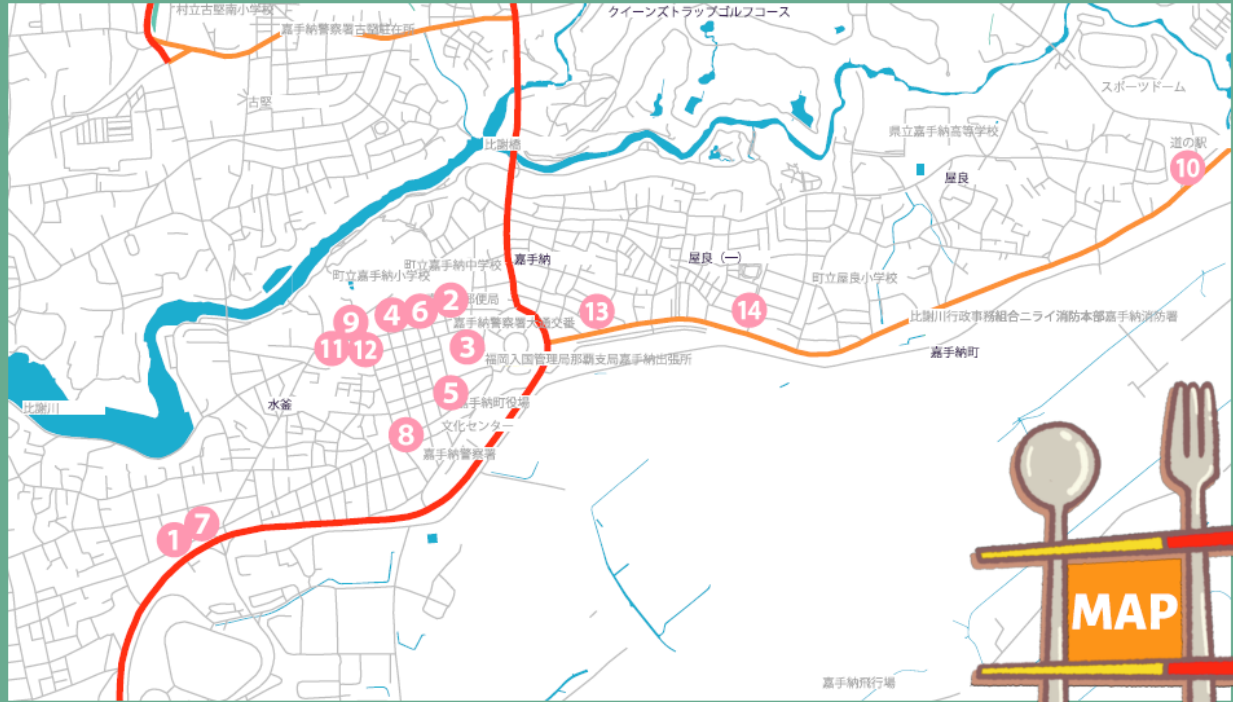 村立古堅南小学校
クイーンズトラップゴルフコース
嘉手納警察署古堅駐在所
スポーツドーム
古堅
県立嘉手納高等学校
比謝橋
道の駅
10
屋良
嘉手納
屋良 (一)
町立嘉手納中学校
町立嘉手納小学校
町立屋良小学校
2
郵便局
4
6
13
14
9
嘉手納警察署大通交番
比謝川行政事務組合ニライ消防本部嘉手納消防署
11
12
3
福岡入国管理局那覇支局嘉手納出張所
嘉手納町
5
嘉手納町役場
比謝川
水釜
文化センター
8
嘉手納警察署
1
7
MAP
嘉手納飛行場